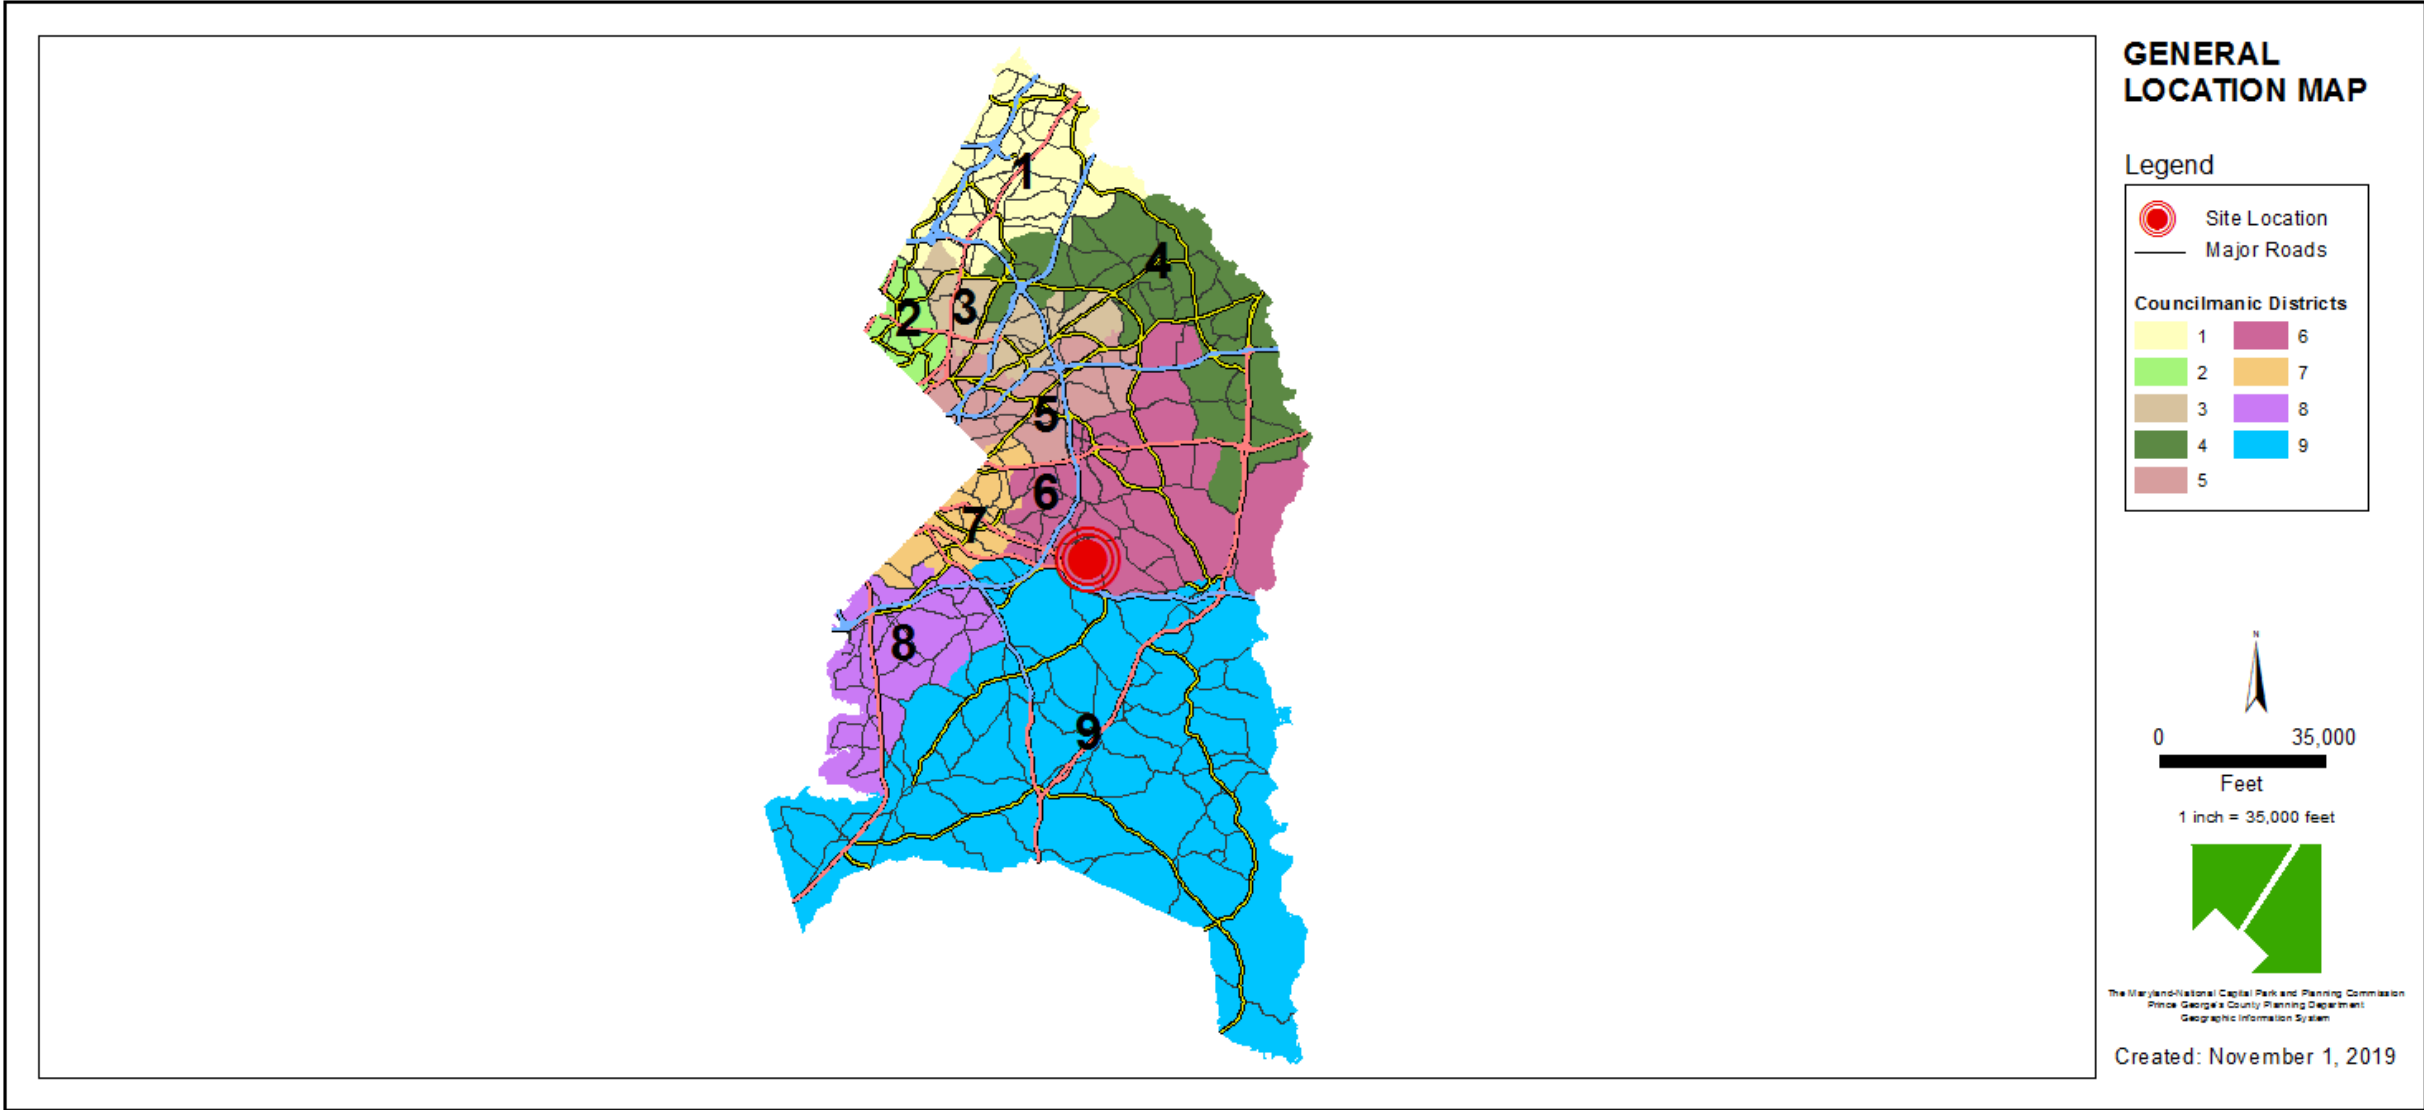 GENERAL
LOCATION MAP
Legend
Site Location
Major Roads
Councilmanic Districts
1 6
2 7
3 8
4 9
5
1
4
2
3
5
6
7
8
9
N
0 35,000
Feet
1 inch = 35,000 feet
The Maryland-National Capital Park and Planning Commission
Prince George's County Planning Department
Geographic Information System
Created: November 1, 2019